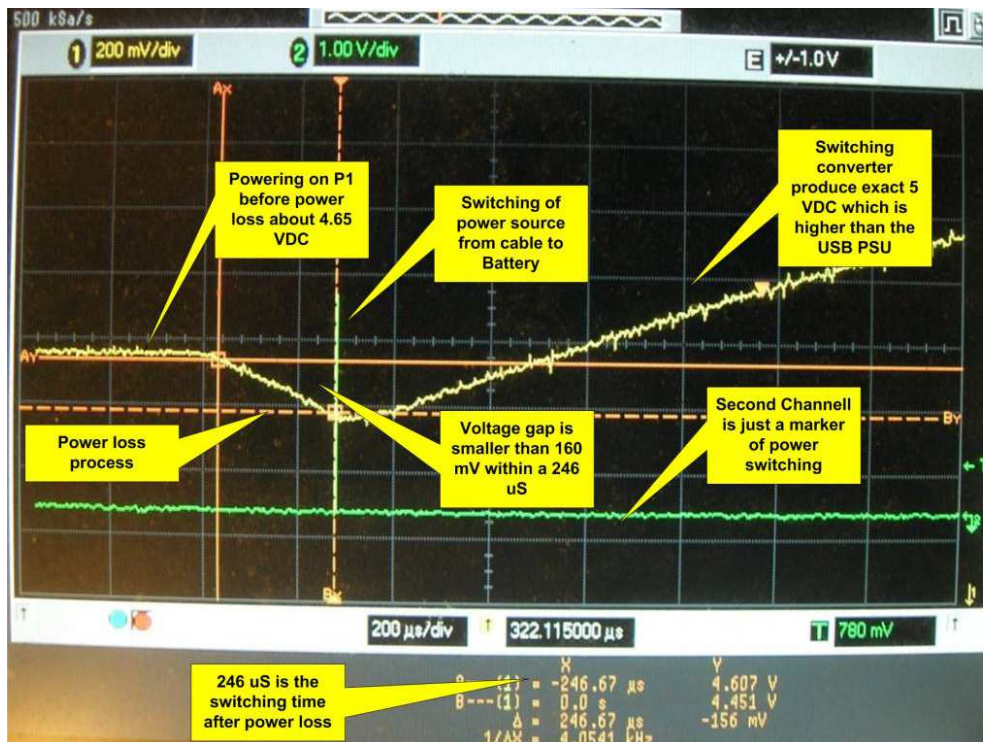 500 kSa/s
1 200 mV/div 2 1.00 V/div E +/-1.0 V
Ax
Powering on P1
before power
loss about 4.65
VDC
Switching of
power source
from cable to
Battery
Switching
converter
produce exact 5
VDC which is
higher than the
USB PSU
AY
Power loss
process
Voltage gap is
smaller than 160
mV within a 246
uS
Second Channell
is just a marker
of power
switching
BY
Bx
200 µs/div 322.115000 µs T 780 mV
246 uS is the
switching time
after power loss
X Y
A---(1) = -246.67 µs 4.607 V
B---(1) = 0.0 s 4.451 V
Δ = 246.67 µs -156 mV
1/ΔX = 4.0541 kHz